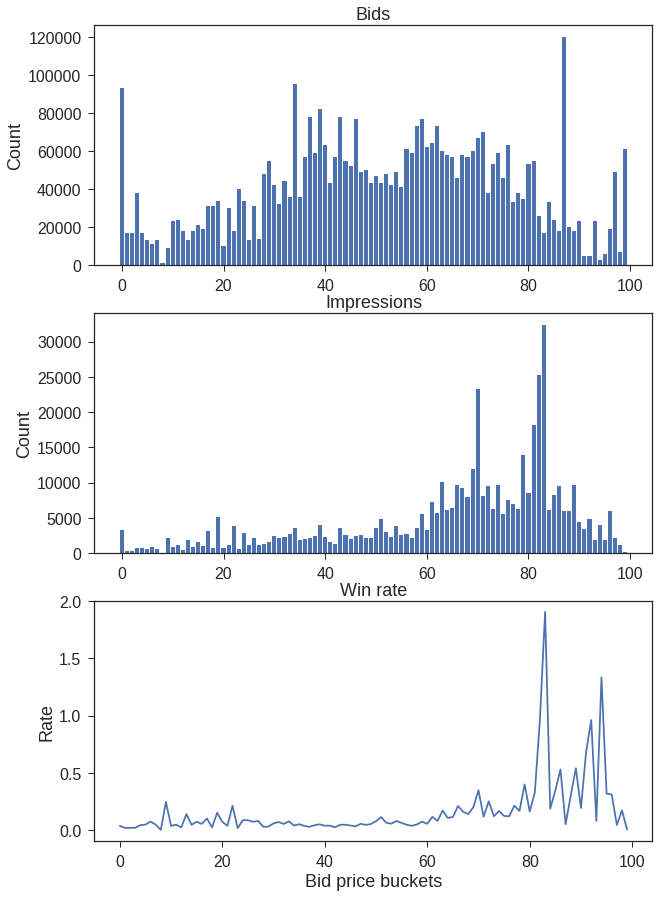 Bids
120000
100000
80000
60000
40000
20000
0
Count
0 20 40 60 80 100
Impressions
30000
25000
20000
15000
10000
5000
0
Count
0 20 40 60 80 100
Win rate
2.0
1.5
1.0
0.5
0.0
Rate
0 20 40 60 80 100
Bid price buckets